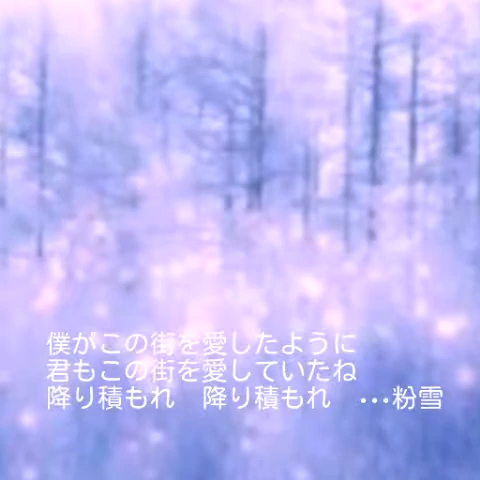 僕がこの街を愛したように
君もこの街を愛していたね
降り積もれ　降り積もれ　･･･粉雪